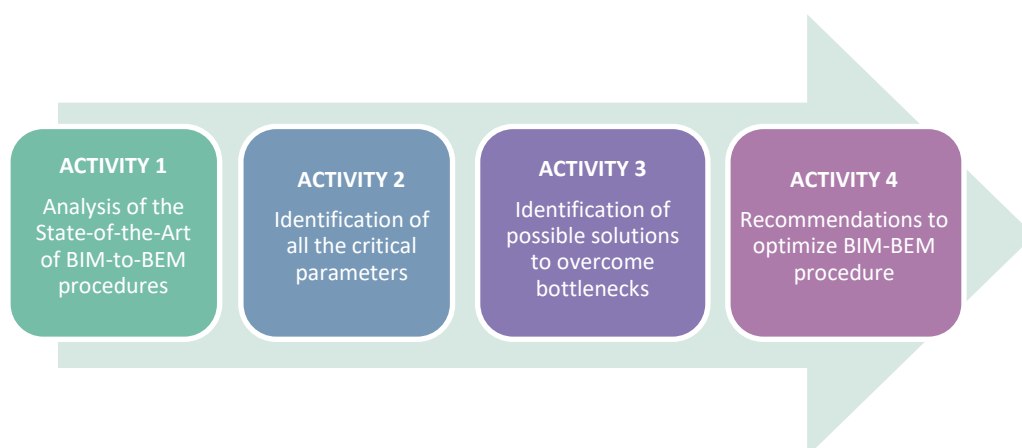 ACTIVITY 1
Analysis of the
State-of-the-Art
of BIM-to-BEM
procedures
ACTIVITY 2
Identification of
all the critical
parameters
ACTIVITY 3
Identification of
possible solutions
to overcome
bottlenecks
ACTIVITY 4
Recommendations to
optimize BIM-BEM
procedure